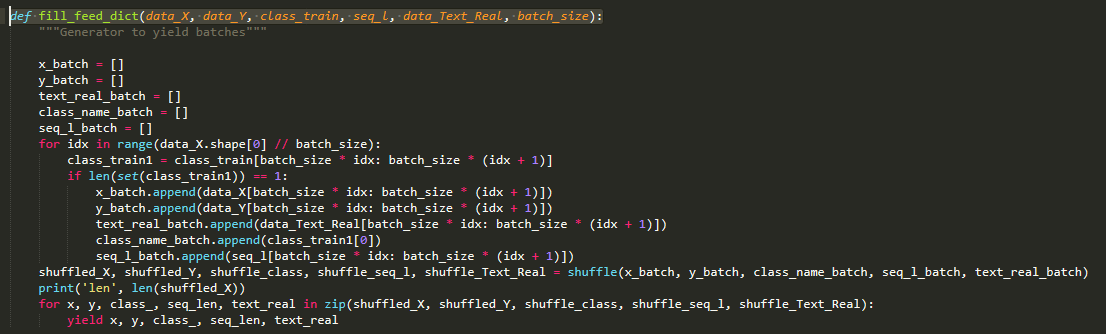 def fill_feed_dict(data_X, data_Y, class_train, seq_l, data_Text_Real, batch_size):
    """Generator to yield batches"""
    x_batch = []
    y_batch = []
    text_real_batch = []
    class_name_batch = []
    seq_l_batch = []
    for idx in range(data_X.shape[0] // batch_size):
        class_train1 = class_train[batch_size * idx: batch_size * (idx + 1)]
        if len(set(class_train1)) == 1:
            x_batch.append(data_X[batch_size * idx: batch_size * (idx + 1)])
            y_batch.append(data_Y[batch_size * idx: batch_size * (idx + 1)])
            text_real_batch.append(data_Text_Real[batch_size * idx: batch_size * (idx + 1)])
            class_name_batch.append(class_train1[0])
            seq_l_batch.append(seq_l[batch_size * idx: batch_size * (idx + 1)])
    shuffled_X, shuffled_Y, shuffle_class, shuffle_seq_l, shuffle_Text_Real = shuffle(x_batch, y_batch, class_name_batch, seq_l_batch, text_real_batch)
    print('len', len(shuffled_X))
    for x, y, class_, seq_len, text_real in zip(shuffled_X, shuffled_Y, shuffle_class, shuffle_seq_l, shuffle_Text_Real):
        yield x, y, class_, seq_len, text_real